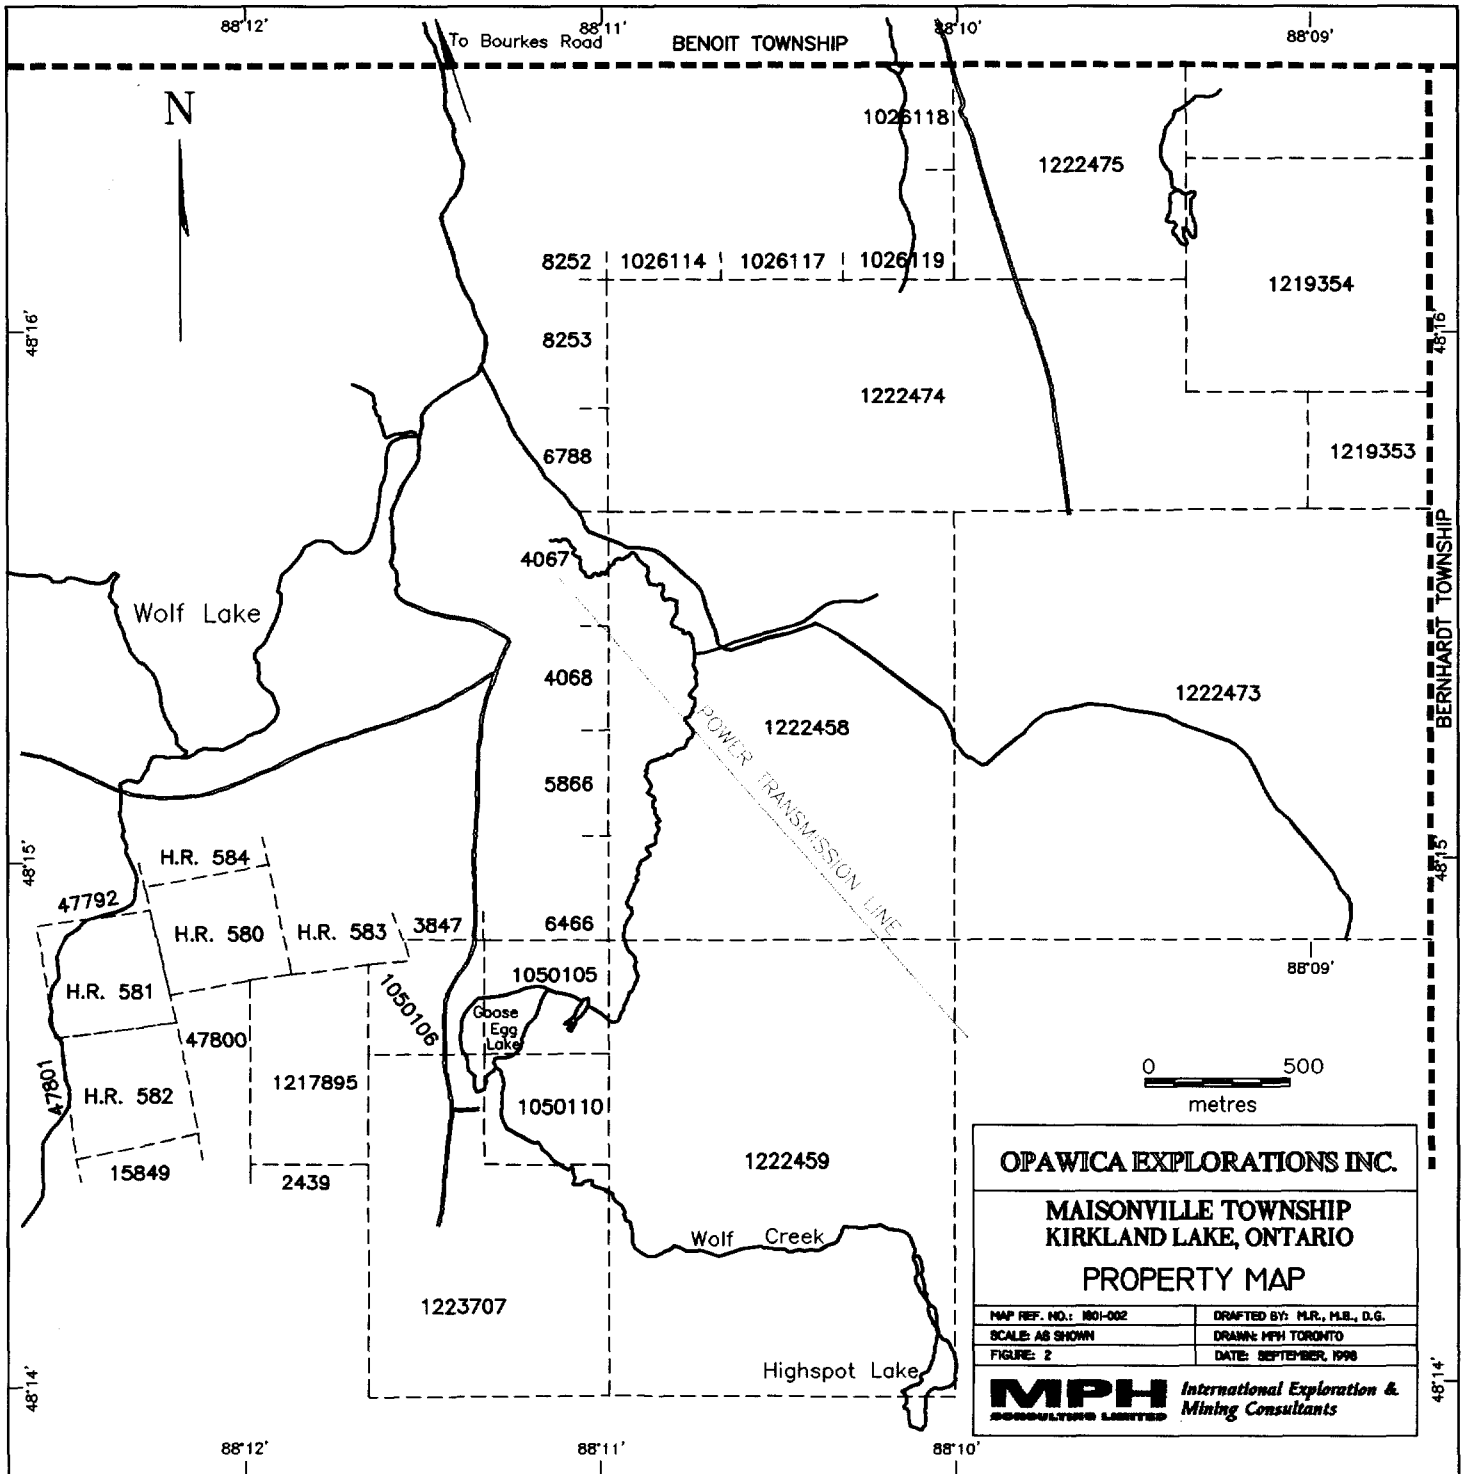 88°12'
88°11'
88°10'
88°09'
To Bourkes Road
BENOIT TOWNSHIP
N
1026118
1222475
8252
1026114
1026117
1026119
1219354
48°16'
8253
48°16'
1222474
6788
1219353
4067
BERNHARDT TOWNSHIP
Wolf Lake
4068
1222473
POWER TRANSMISSION LINE
1222458
5866
48°15'
H.R. 584
48°15'
47792
H.R. 580
H.R. 583
3847
6466
88°09'
H.R. 581
1050106
1050105
Goose
Egg
Lake
47800
47801
H.R. 582
1217895
1050110
0 500
metres
15849
2439
1222459
Wolf Creek
1223707
Highspot Lake
48°14'
48°14'
88°12'
88°11'
88°10'
OPAWICA EXPLORATIONS INC.
MAISONVILLE TOWNSHIP
KIRKLAND LAKE, ONTARIO
PROPERTY MAP
MAP REF. NO.: 1801-002
DRAFTED BY: M.R., M.B., D.G.
SCALE: AS SHOWN
DRAWN: MPH TORONTO
FIGURE: 2
DATE: SEPTEMBER, 1998
MPH
CONSULTING LIMITED
International Exploration &
Mining Consultants